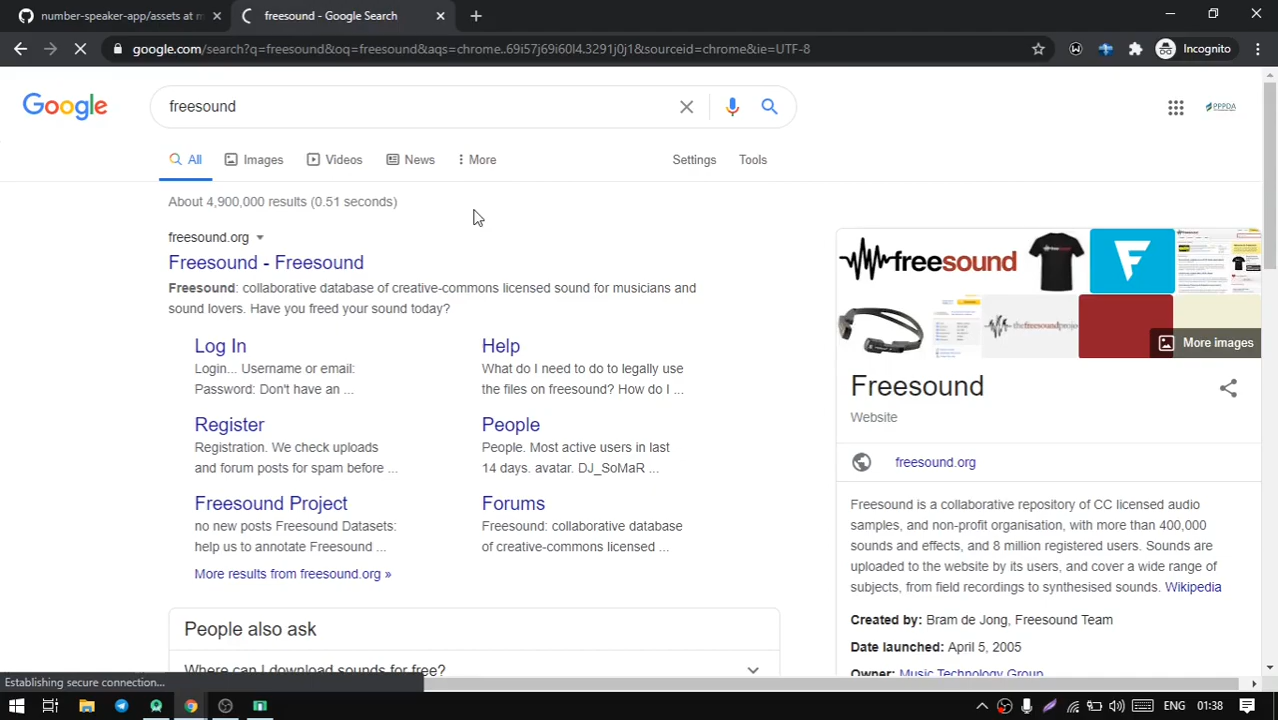 number-speaker-app/assets at m
freesound - Google Search
google.com/search?q=freesound&oq=freesound&aqs=chrome..69i57j69i60l4.3291j0j1&sourceid=chrome&ie=UTF-8
Incognito
Google
freesound
PPPDA
All
Images
Videos
News
More
Settings
Tools
About 4,900,000 results (0.51 seconds)
freesound.org
Freesound - Freesound
Freesound: collaborative database of creative-commons licensed sound for musicians and
sound lovers. Have you freed your sound today?
Log In
Login... Username or email:
Password: Don't have an ...
Help
What do I need to do to legally use
the files on freesound? How do I ...
Register
Registration. We check uploads
and forum posts for spam before ...
People
People. Most active users in last
14 days. avatar. DJ_SoMaR ...
Freesound Project
no new posts Freesound Datasets:
help us to annotate Freesound ...
Forums
Freesound: collaborative database
of creative-commons licensed ...
More results from freesound.org »
People also ask
Where can I download sounds for free?
freesound
F
thefreesoundproject
More images
Freesound
Website
freesound.org
Freesound is a collaborative repository of CC licensed audio
samples, and non-profit organisation, with more than 400,000
sounds and effects, and 8 million registered users. Sounds are
uploaded to the website by its users, and cover a wide range of
subjects, from field recordings to synthesised sounds. Wikipedia
Created by: Bram de Jong, Freesound Team
Date launched: April 5, 2005
Owner: Music Technology Group
Establishing secure connection...
ENG
01:38